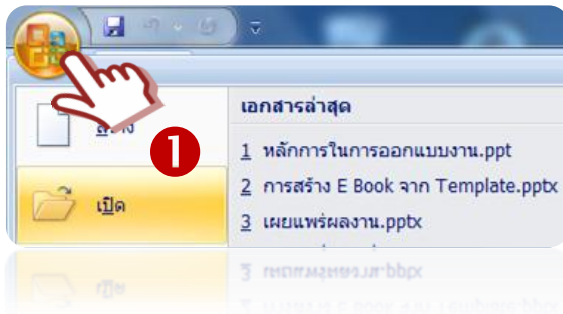 เอกสารล่าสุด
1 หลักการในการออกแบบงาน.ppt
2 การสร้าง E Book จาก Template.pptx
3 เผยแพร่ผลงาน.pptx
1
เปิด